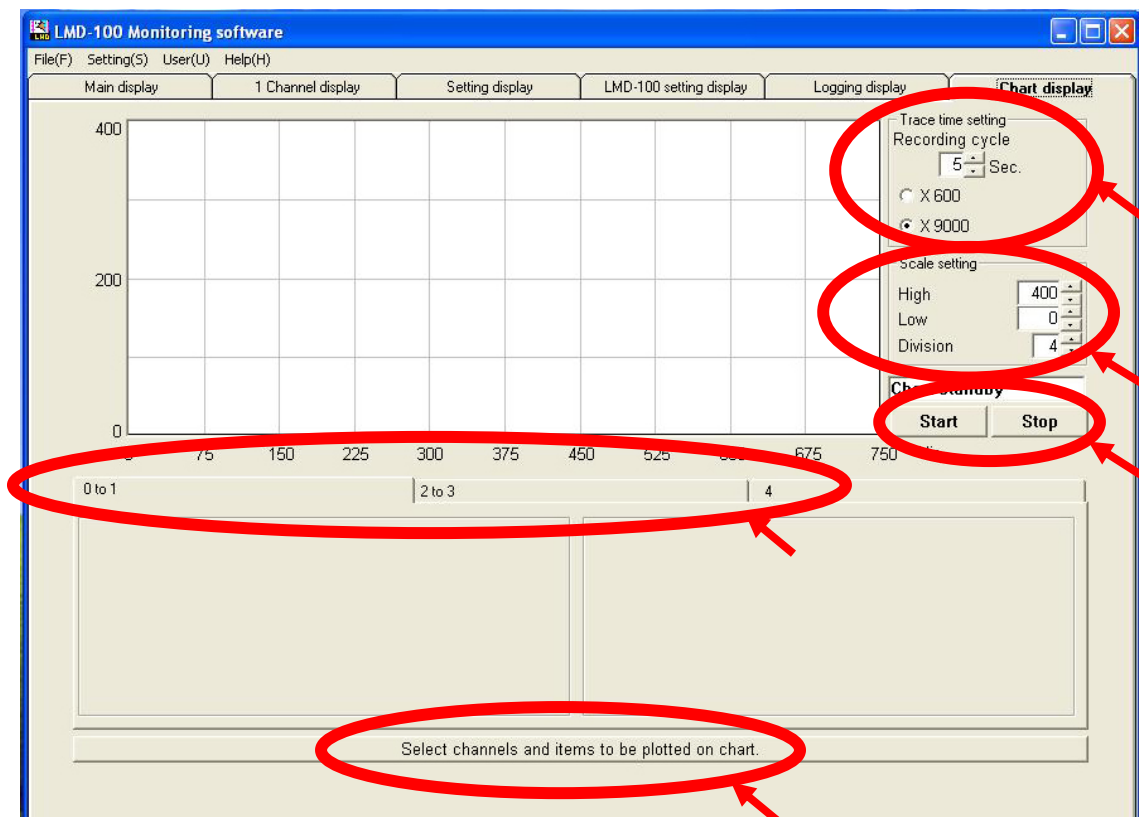 LMD-100 Monitoring software
File(F) Setting(S) User(U) Help(H)
Main display 1 Channel display Setting display LMD-100 setting display Logging display Chart display
400
200
0
Trace time setting
Recording cycle
5 Sec.
X 600
X 9000
Scale setting
High 400
Low 0
Division 4
Chart standby
Start Stop
75 150 225 300 375 450 525 675 750
0 to 1 2 to 3 4
Select channels and items to be plotted on chart.